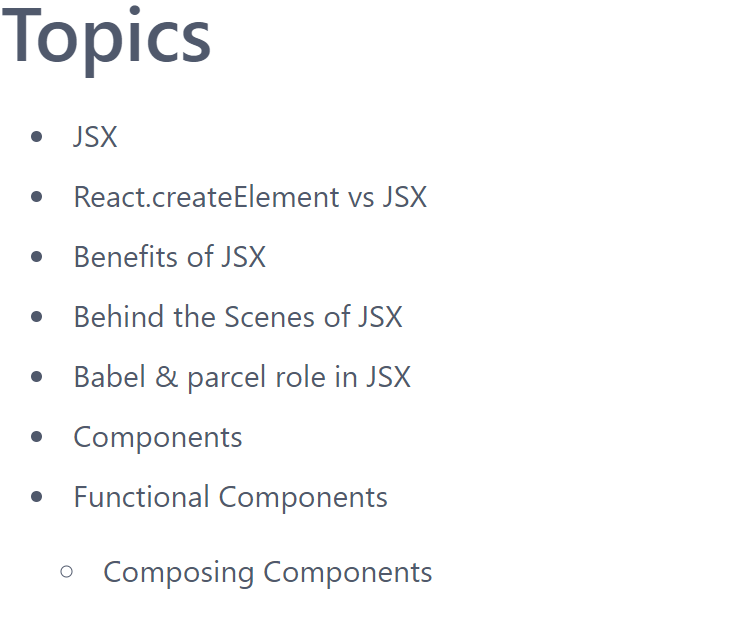 Topics
JSX
React.createElement vs JSX
Benefits of JSX
Behind the Scenes of JSX
Babel & parcel role in JSX
Components
Functional Components
Composing Components